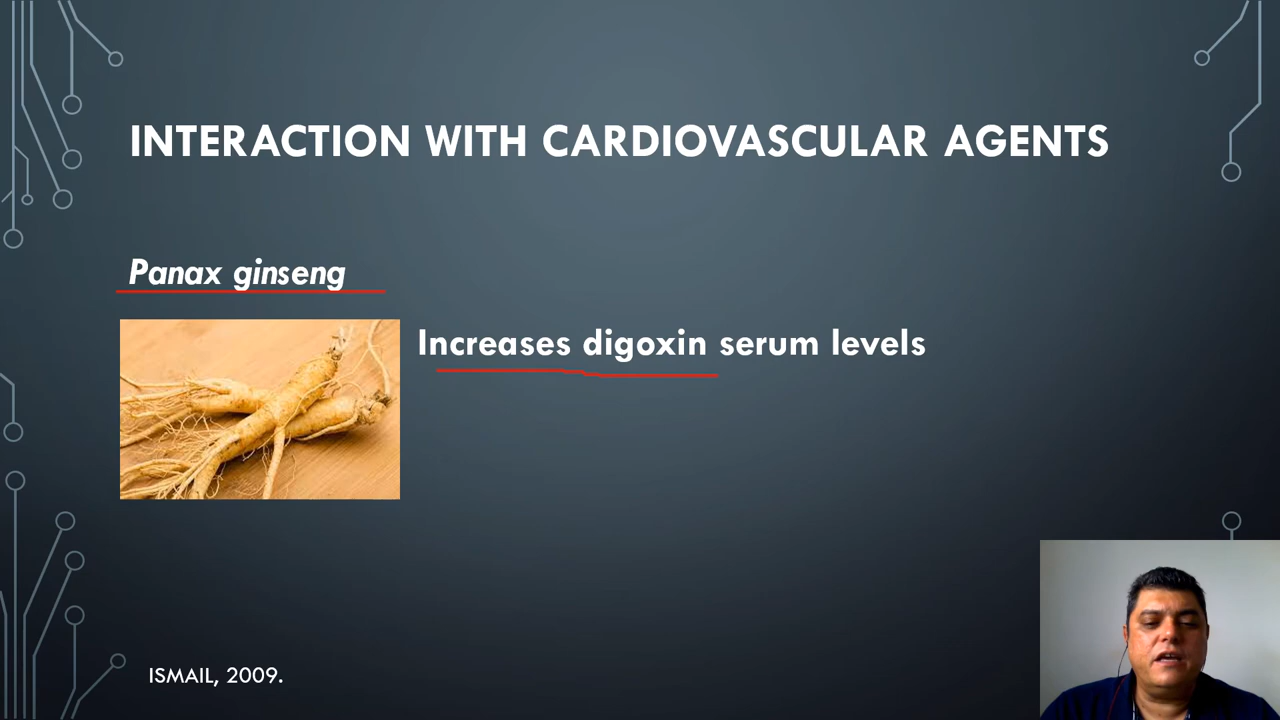 INTERACTION WITH CARDIOVASCULAR AGENTS
Panax ginseng
Increases digoxin serum levels
ISMAIL, 2009.